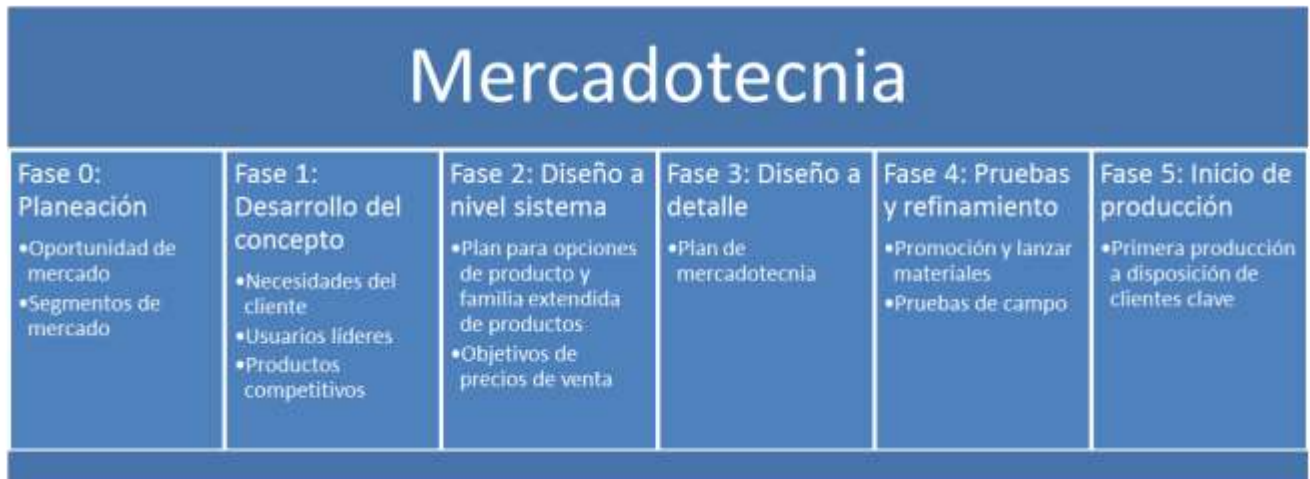 Mercadotecnia
Fase 0:
Planeación
•Oportunidad de
mercado
•Segmentos de
mercado
Fase 1:
Desarrollo del
concepto
•Necesidades del
cliente
•Usuarios líderes
•Productos
competitivos
Fase 2: Diseño a
nivel sistema
•Plan para opciones
de producto y
familia extendida
de productos
•Objetivos de
precios de venta
Fase 3: Diseño a
detalle
•Plan de
mercadotecnia
Fase 4: Pruebas
y refinamiento
•Promoción y lanzar
materiales
•Pruebas de campo
Fase 5: Inicio de
producción
•Primera producción
a disposición de
clientes clave